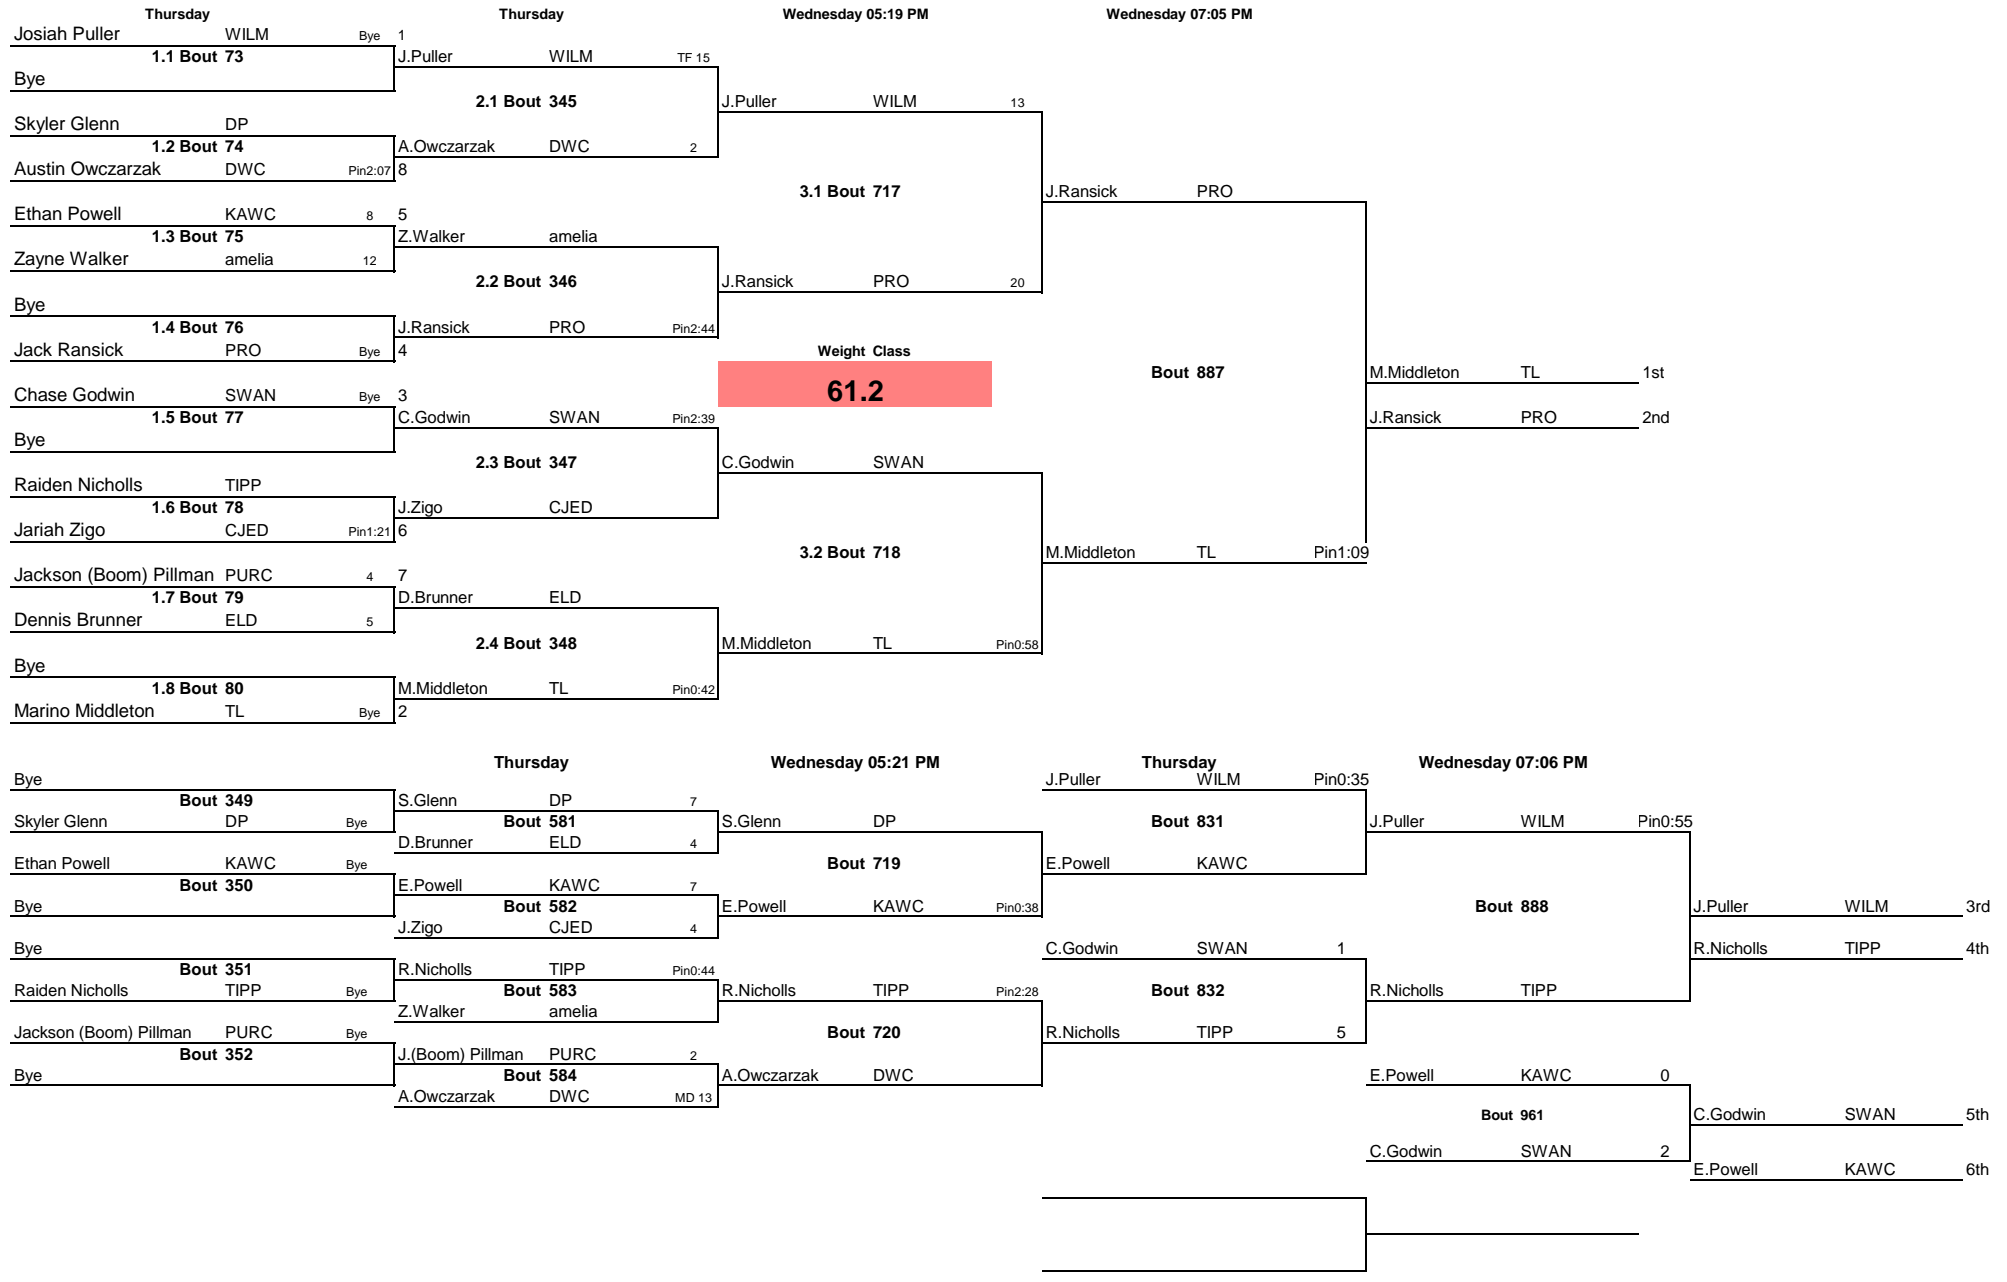 Thursday Thursday Wednesday 05:19 PM Wednesday 07:05 PM
Josiah Puller WILM Bye 1
1.1 Bout 73 J.Puller WILM TF 15
Bye
2.1 Bout 345 J.Puller WILM 13
Skyler Glenn DP
1.2 Bout 74 A.Owczarzak DWC 2
Austin Owczarzak DWC Pin2:07 8
3.1 Bout 717 J.Ransick PRO
Ethan Powell KAWC 8 5
1.3 Bout 75 Z.Walker amelia
Zayne Walker amelia 12
2.2 Bout 346 J.Ransick PRO 20
Bye
1.4 Bout 76 J.Ransick PRO Pin2:44
Jack Ransick PRO Bye 4 Weight Class
Bout 887 M.Middleton TL 1st
Chase Godwin SWAN Bye 3 61.2
1.5 Bout 77 C.Godwin SWAN Pin2:39 J.Ransick PRO 2nd
Bye
2.3 Bout 347 C.Godwin SWAN
Raiden Nicholls TIPP
1.6 Bout 78 J.Zigo CJED
Jariah Zigo CJED Pin1:21 6
3.2 Bout 718 M.Middleton TL Pin1:09
Jackson (Boom) Pillman PURC 4 7
1.7 Bout 79 D.Brunner ELD
Dennis Brunner ELD 5
2.4 Bout 348 M.Middleton TL Pin0:58
Bye
1.8 Bout 80 M.Middleton TL Pin0:42
Marino Middleton TL Bye 2
Thursday Wednesday 05:21 PM Thursday Wednesday 07:06 PM
Bye J.Puller WILM Pin0:35
Bout 349 S.Glenn DP 7
Skyler Glenn DP Bye Bout 581 S.Glenn DP Bout 831 J.Puller WILM Pin0:55
D.Brunner ELD 4
Ethan Powell KAWC Bye Bout 719 E.Powell KAWC
Bout 350 E.Powell KAWC 7
Bye Bout 582 E.Powell KAWC Pin0:38 Bout 888 J.Puller WILM 3rd
J.Zigo CJED 4
Bye C.Godwin SWAN 1 R.Nicholls TIPP 4th
Bout 351 R.Nicholls TIPP Pin0:44
Raiden Nicholls TIPP Bye Bout 583 R.Nicholls TIPP Pin2:28 Bout 832 R.Nicholls TIPP
Z.Walker amelia
Jackson (Boom) Pillman PURC Bye Bout 720 R.Nicholls TIPP 5
Bout 352 J.(Boom) Pillman PURC 2
Bye Bout 584 A.Owczarzak DWC E.Powell KAWC 0
A.Owczarzak DWC MD 13
Bout 961 C.Godwin SWAN 5th
C.Godwin SWAN 2
E.Powell KAWC 6th